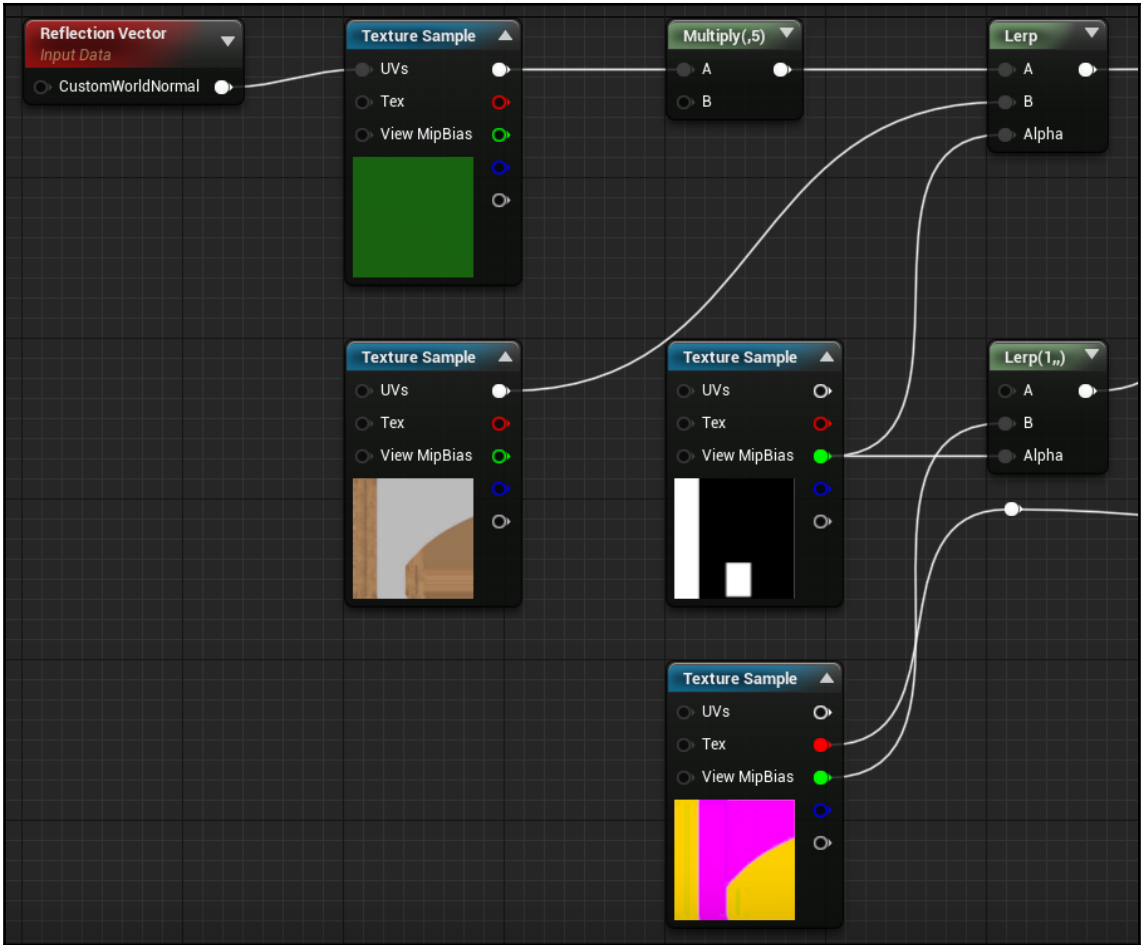 Reflection Vector
Input Data
CustomWorldNormal
Texture Sample
UVs
Tex
View MipBias
Multiply(,5)
A
B
Lerp
A
B
Alpha
Texture Sample
UVs
Tex
View MipBias
Texture Sample
UVs
Tex
View MipBias
Lerp(1,,)
A
B
Alpha
Texture Sample
UVs
Tex
View MipBias